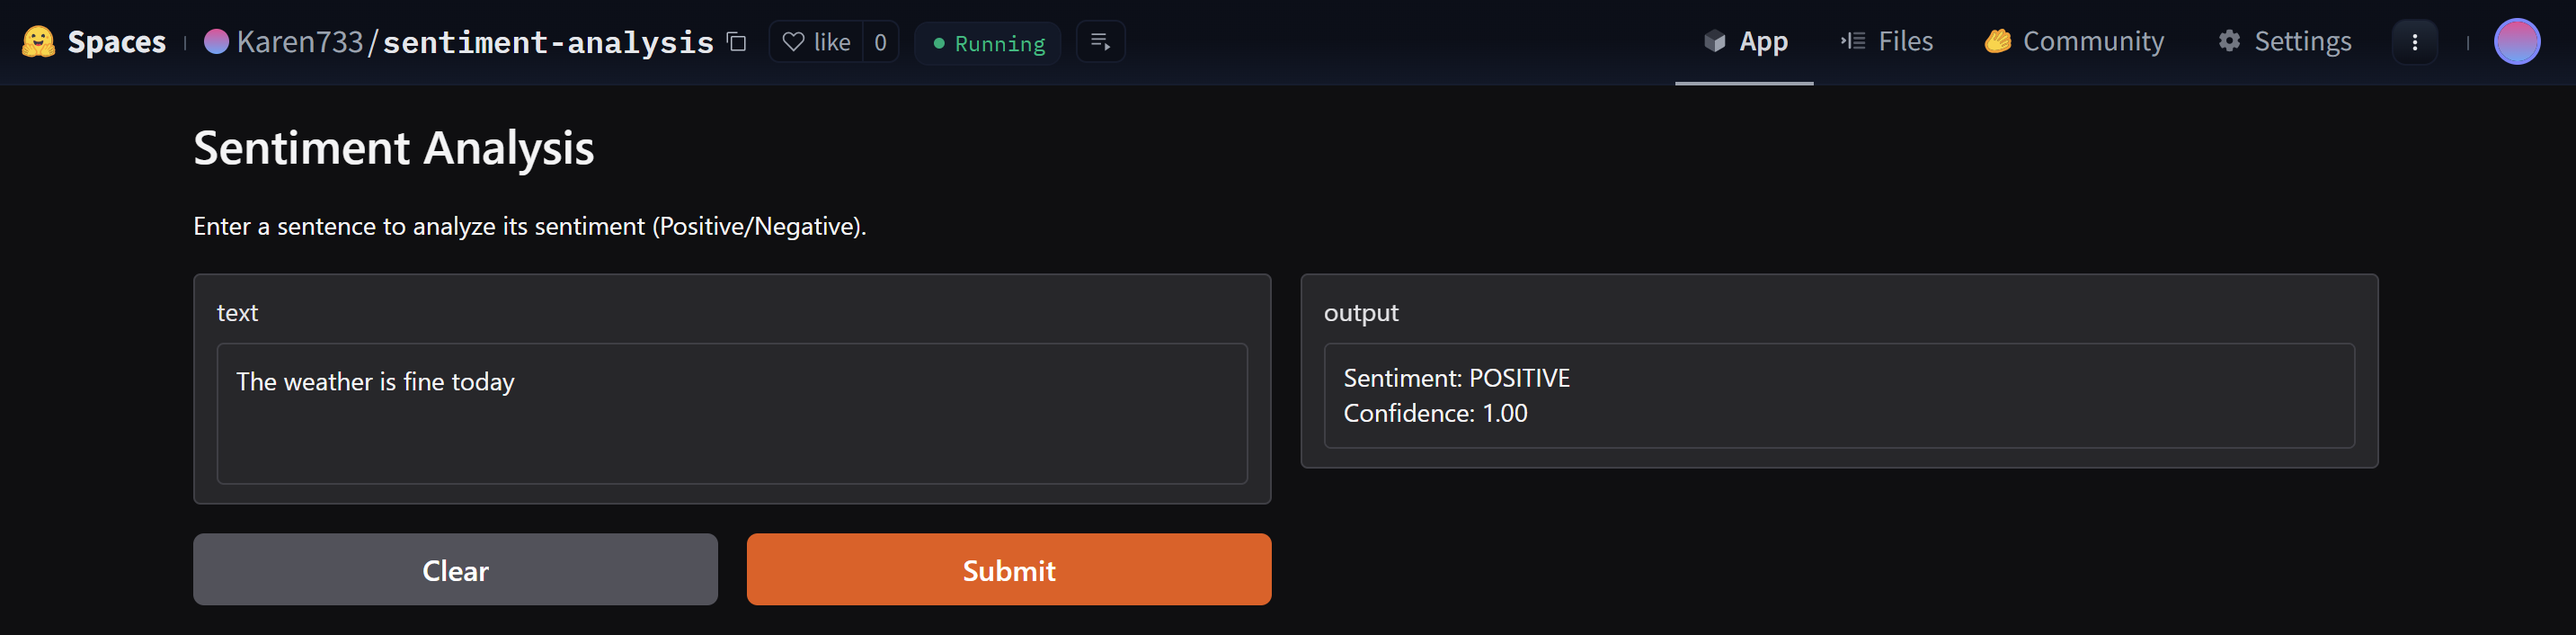 Spaces
Karen733/sentiment-analysis
like 0
Running
App
Files
Community
Settings
Sentiment Analysis
Enter a sentence to analyze its sentiment (Positive/Negative).
text
The weather is fine today
output
Sentiment: POSITIVE
Confidence: 1.00
Clear
Submit